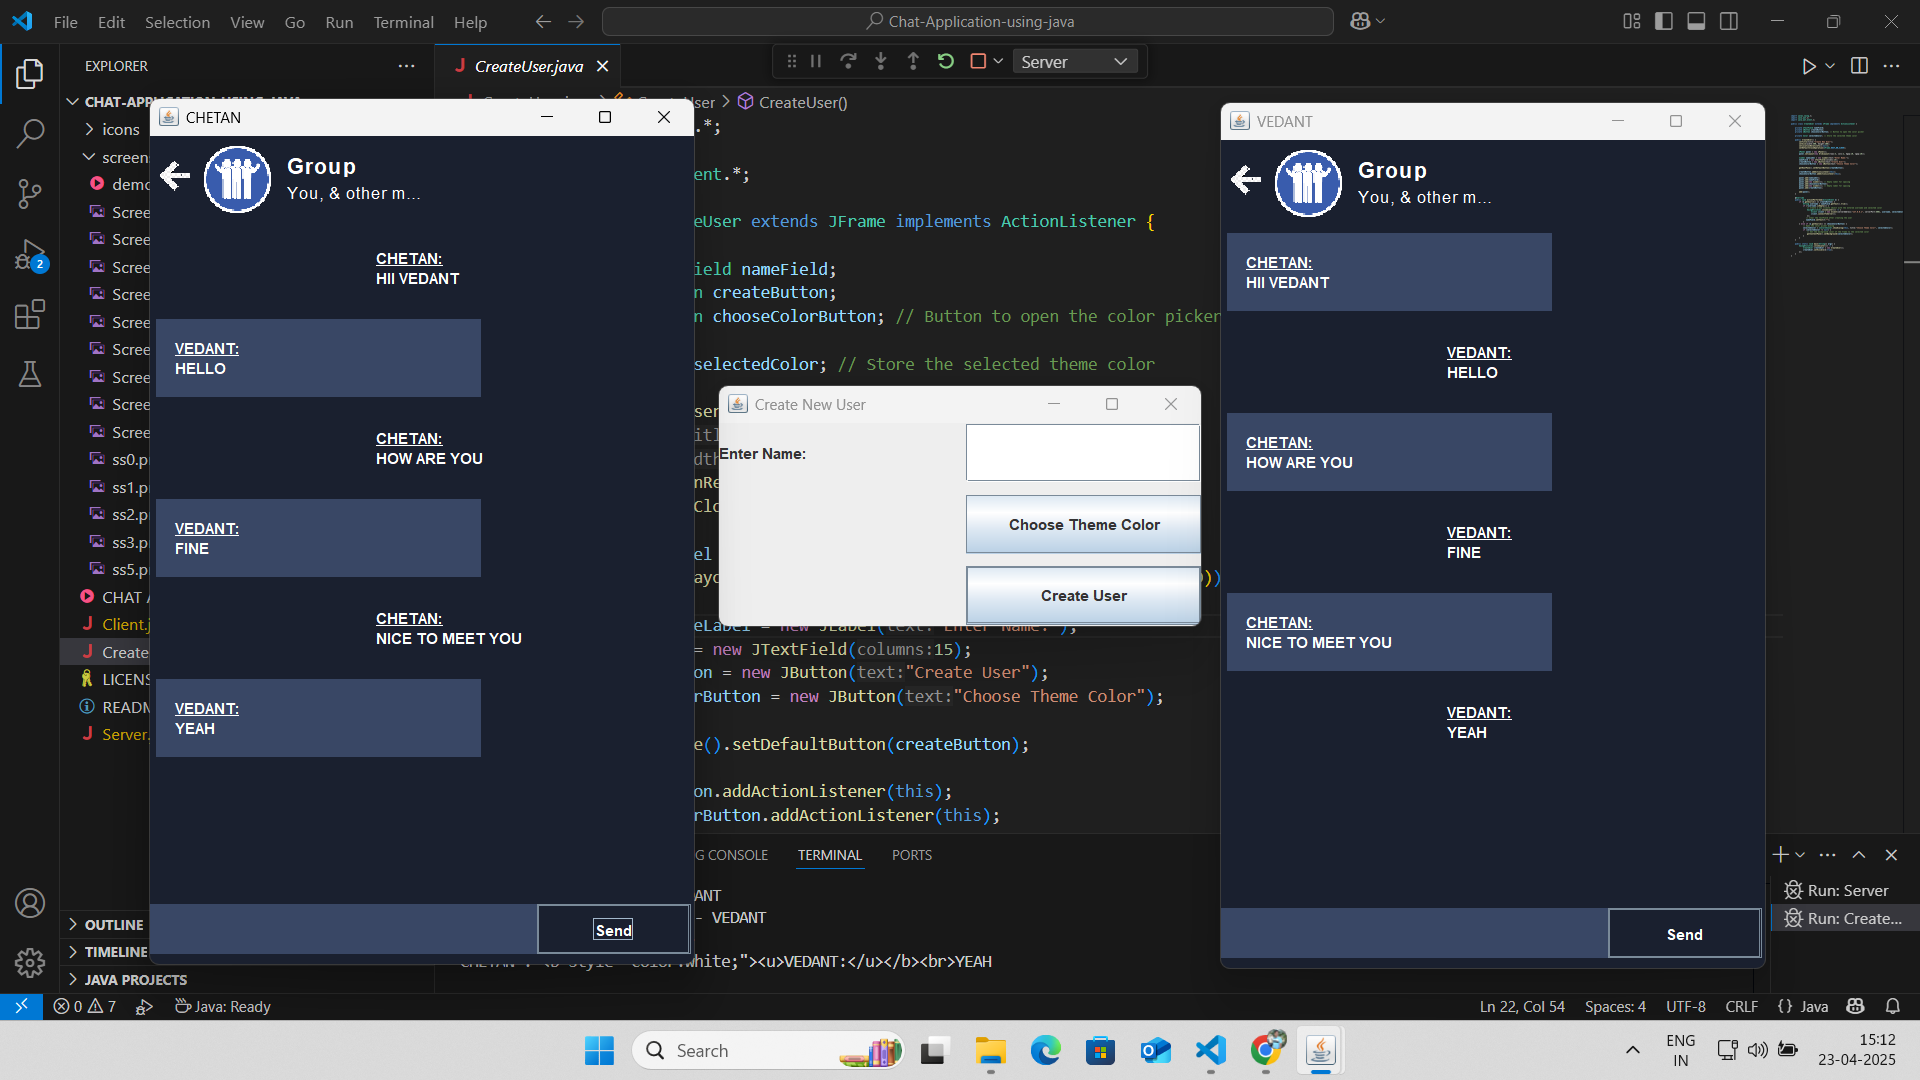 File Edit Selection View Go Run Terminal Help
Chat-Application-using-java
EXPLORER
CreateUser.java
Server
CHAT-APPLICATION-USING-JAVA
CreateUser()
icons
screen
demo
Scree
Scree
Scree
Scree
Scree
Scree
Scree
Scree
Scree
ss0.p
ss1.p
ss2.p
ss3.p
ss5.p
CHAT
Client.j
Create
LICENS
READM
Server.
OUTLINE
TIMELINE
JAVA PROJECTS
CHETAN
Group
You, & other m...
CHETAN:
HII VEDANT
VEDANT:
HELLO
CHETAN:
HOW ARE YOU
VEDANT:
FINE
CHETAN:
NICE TO MEET YOU
VEDANT:
YEAH
Send
.*;
ent.*;
eUser extends JFrame implements ActionListener {
ield nameField;
n createButton;
n chooseColorButton; // Button to open the color picker
selectedColor; // Store the selected theme color
Create New User
Enter Name:
Choose Theme Color
Create User
= new JLabel(text:"Enter Name:");
= new JTextField(columns:15);
on = new JButton(text:"Create User");
rButton = new JButton(text:"Choose Theme Color");
e().setDefaultButton(createButton);
on.addActionListener(this);
rButton.addActionListener(this);
G CONSOLE TERMINAL PORTS
ANT
- VEDANT
<u>VEDANT:</u></b><br>YEAH
VEDANT
Group
You, & other m...
CHETAN:
HII VEDANT
VEDANT:
HELLO
CHETAN:
HOW ARE YOU
VEDANT:
FINE
CHETAN:
NICE TO MEET YOU
VEDANT:
YEAH
Send
Run: Server
Run: Create...
0 7 Java: Ready
Ln 22, Col 54 Spaces: 4 UTF-8 CRLF {} Java
Search
ENG
IN
15:12
23-04-2025
2